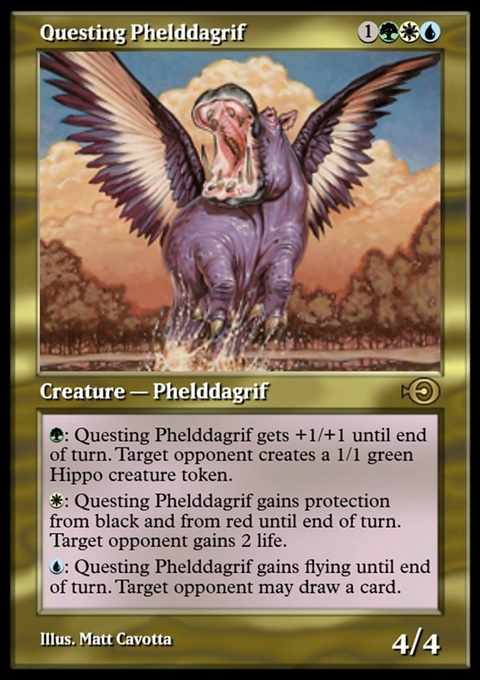 Questing Phelddagrif 1
Creature — Phelddagrif
: Questing Phelddagrif gets +1/+1 until end
of turn. Target opponent creates a 1/1 green
Hippo creature token.
: Questing Phelddagrif gains protection
from black and from red until end of turn.
Target opponent gains 2 life.
: Questing Phelddagrif gains flying until end
of turn. Target opponent may draw a card.
Illus. Matt Cavotta
4/4